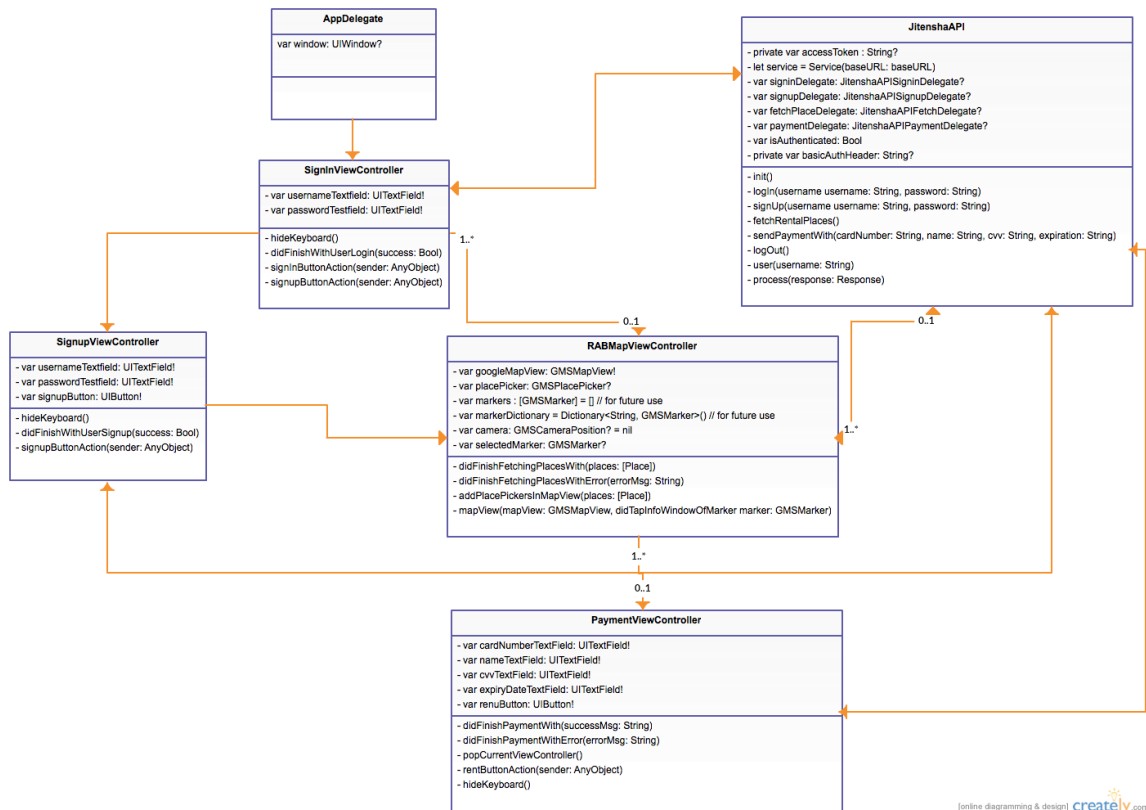 AppDelegate
var window: UIWindow?
JitenshaAPI
- private var accessToken : String?
- let service = Service(baseURL: baseURL)
- var signinDelegate: JitenshaAPISigninDelegate?
- var signupDelegate: JitenshaAPISignupDelegate?
- var fetchPlaceDelegate: JitenshaAPIFetchDelegate?
- var paymentDelegate: JitenshaAPIPaymentDelegate?
- var isAuthenticated: Bool
- private var basicAuthHeader: String?
- init()
- logIn(username username: String, password: String)
- signUp(username username: String, password: String)
- fetchRentalPlaces()
- sendPaymentWith(cardNumber: String, name: String, cvv: String, expiration: String)
- logOut()
- user(username: String)
- process(response: Response)
SignInViewController
- var usernameTextfield: UITextField!
- var passwordTestfield: UITextField!
- hideKeyboard()
- didFinishWithUserLogin(success: Bool)
- signInButtonAction(sender: AnyObject)
- signupButtonAction(sender: AnyObject)
1..*
0..1
0..1
1..*
SignupViewController
- var usernameTextfield: UITextField!
- var passwordTestfield: UITextField!
- var signupButton: UIButton!
- hideKeyboard()
- didFinishWithUserSignup(success: Bool)
- signupButtonAction(sender: AnyObject)
RABMapViewController
- var googleMapView: GMSMapView!
- var placePicker: GMSPlacePicker?
- var markers : [GMSMarker] = [] // for future use
- var markerDictionary = Dictionary<String, GMSMarker>() // for future use
- var camera: GMSCameraPosition? = nil
- var selectedMarker: GMSMarker?
- didFinishFetchingPlacesWith(places: [Place])
- didFinishFetchingPlacesWithError(errorMsg: String)
- addPlacePickersInMapView(places: [Place])
- mapView(mapView: GMSMapView, didTapInfoWindowOfMarker marker: GMSMarker)
1..*
0..1
PaymentViewController
- var cardNumberTextField: UITextField!
- var nameTextField: UITextField!
- var cvvTextField: UITextField!
- var expiryDateTextField: UITextField!
- var renuButton: UIButton!
- didFinishPaymentWith(successMsg: String)
- didFinishPaymentWithError(errorMsg: String)
- popCurrentViewController()
- rentButtonAction(sender: AnyObject)
- hideKeyboard()
[online diagramming & design] creately.com